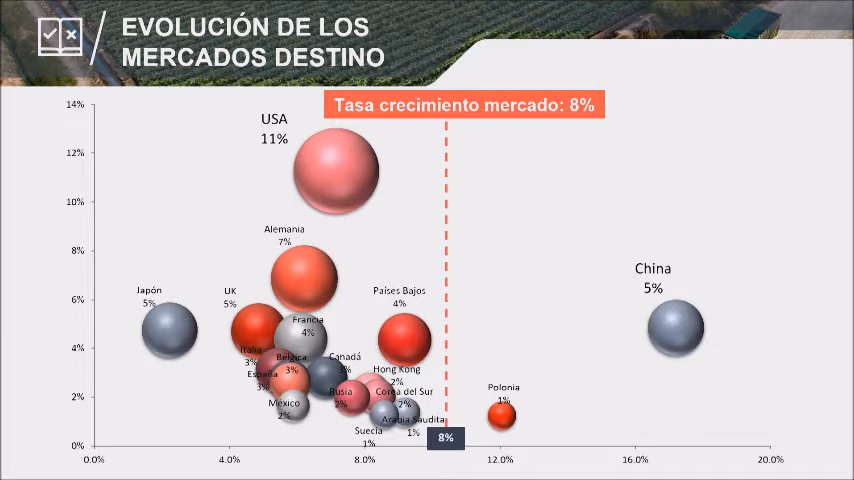 EVOLUCIÓN DE LOS
MERCADOS DESTINO
Tasa crecimiento mercado: 8%
14%
12%
10%
8%
6%
4%
2%
0%
USA
11%
Alemania
7%
Japón
5%
UK
5%
Países Bajos
4%
China
5%
Francia
4%
Italia
3%
Bélgica
3%
Canadá
3%
España
3%
Hong Kong
2%
Rusia
2%
Corea del Sur
2%
México
2%
Arabia Saudita
1%
Suecia
1%
Polonia
1%
8%
0.0%
4.0%
8.0%
12.0%
16.0%
20.0%